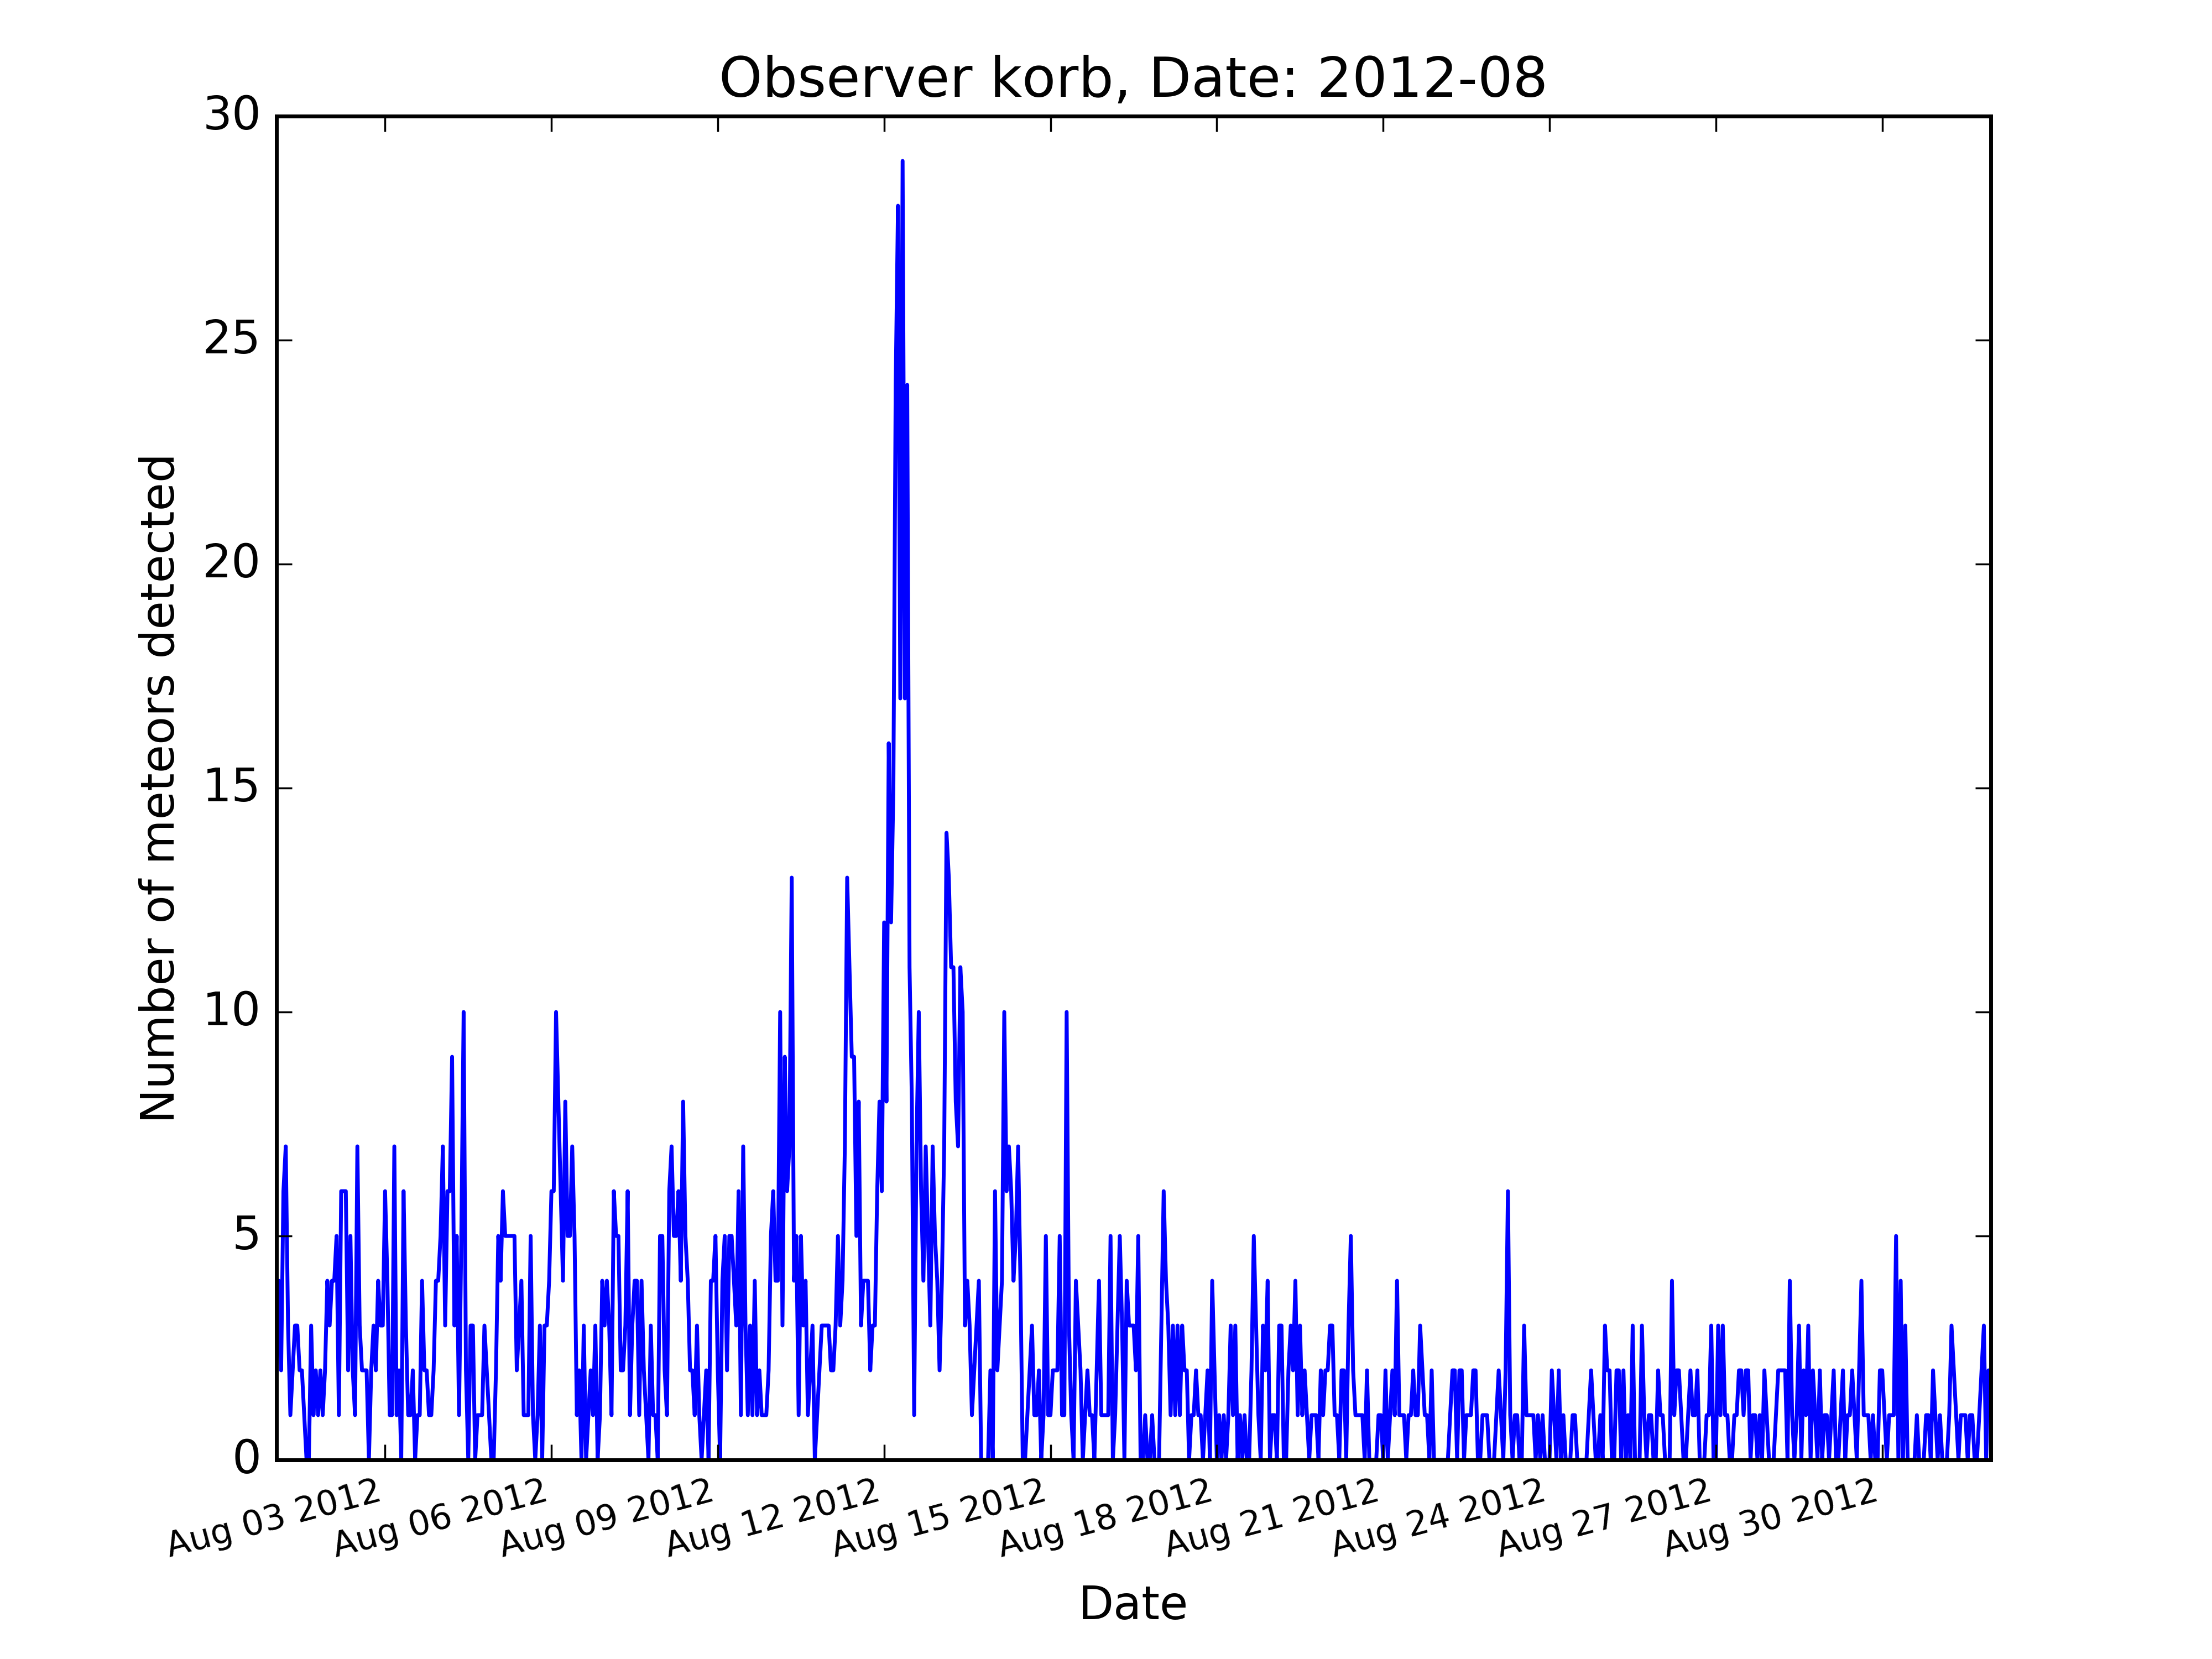 Observer korb, Date: 2012-08
30
25
20
15
10
5
0
Number of meteors detected
Aug 03 2012
Aug 06 2012
Aug 09 2012
Aug 12 2012
Aug 15 2012
Aug 18 2012
Aug 21 2012
Aug 24 2012
Aug 27 2012
Aug 30 2012
Date